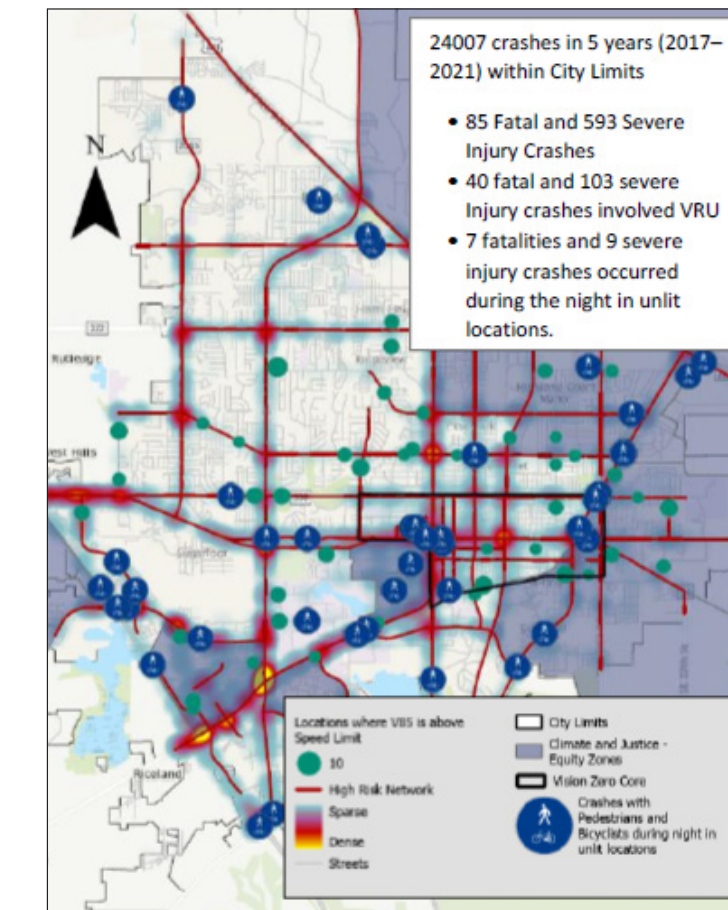 24007 crashes in 5 years (2017–
2021) within City Limits
• 85 Fatal and 593 Severe
Injury Crashes
• 40 fatal and 103 severe
Injury crashes involved VRU
• 7 fatalities and 9 severe
injury crashes occurred
during the night in unlit
locations.
N
222
Rutledge
West Hills
Sugarfoot
Riceland
Locations where V85 is above
Speed Limit
10
High Risk Network
Sparse
Dense
Streets
City Limits
Climate and Justice -
Equity Zones
Vision Zero Core
Crashes with
Pedestrians and
Bicyclists during night in
unlit locations